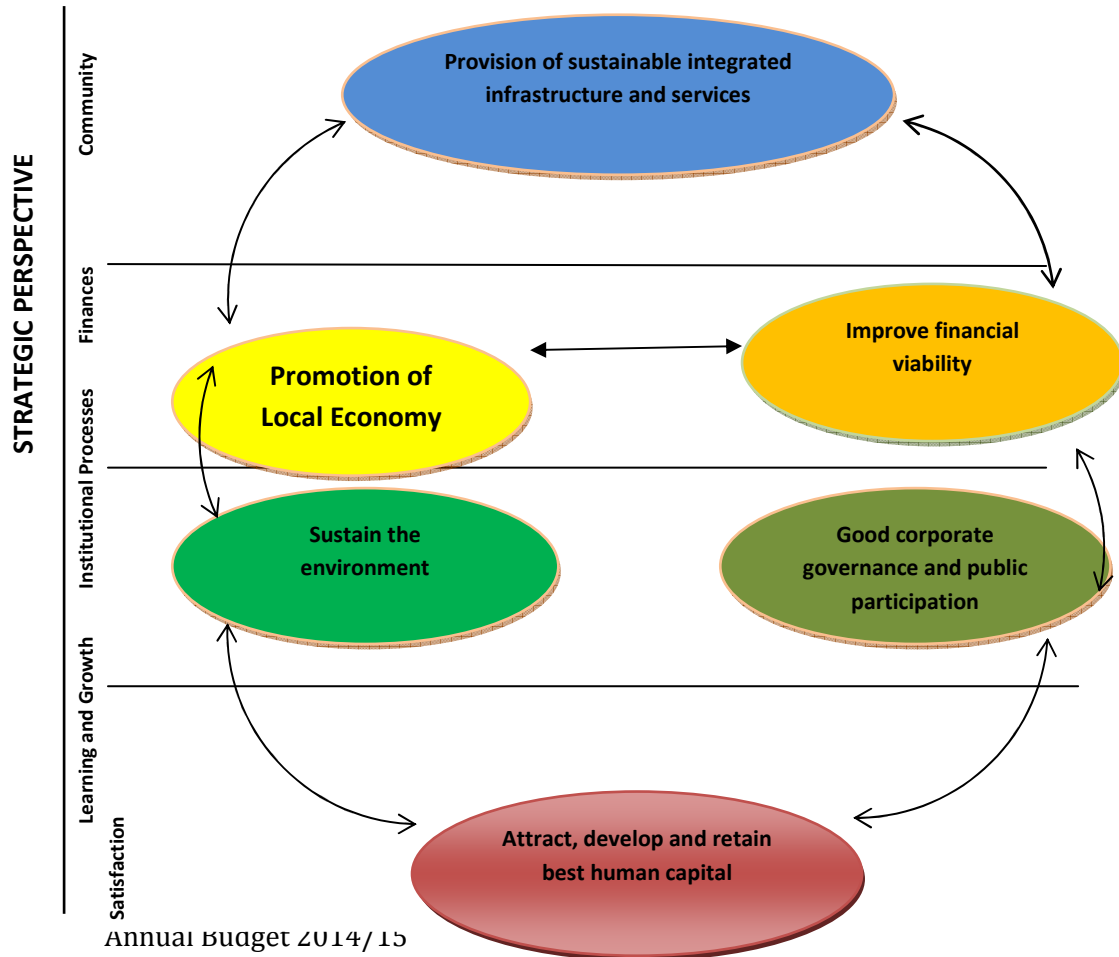 STRATEGIC PERSPECTIVE
Community
Provision of sustainable integrated
infrastructure and services
Finances
Improve financial
viability
Promotion of
Local Economy
Institutional Processes
Sustain the
environment
Good corporate
governance and public
participation
Learning and Growth
Attract, develop and retain
best human capital
Satisfaction
Annual Budget 2014/15